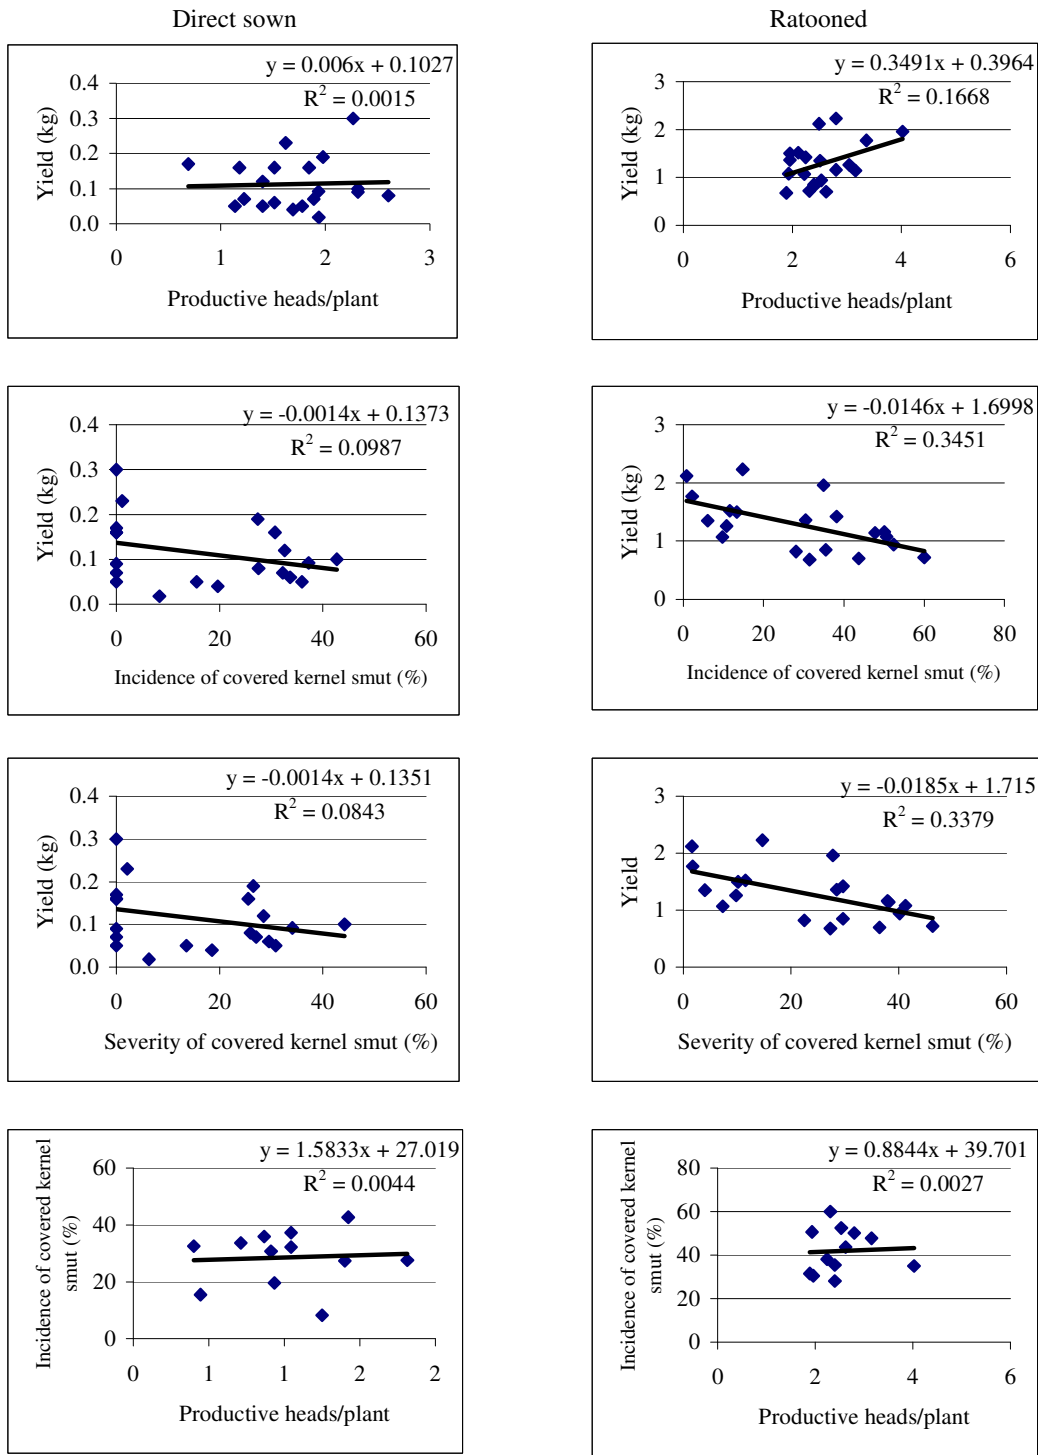 Direct sown
Ratooned
y = 0.006x + 0.1027
R² = 0.0015
0.4
0.3
0.2
0.1
0.0
0 1 2 3
Yield (kg)
Productive heads/plant
y = 0.3491x + 0.3964
R² = 0.1668
3
2
1
0
0 2 4 6
Yield (kg)
Productive heads/plant
y = -0.0014x + 0.1373
R² = 0.0987
0.4
0.3
0.2
0.1
0.0
0 20 40 60
Yield (kg)
Incidence of covered kernel smut (%)
y = -0.0146x + 1.6998
R² = 0.3451
3
2
1
0
0 20 40 60 80
Yield (kg)
Incidence of covered kernel smut (%)
y = -0.0014x + 0.1351
R² = 0.0843
0.4
0.3
0.2
0.1
0.0
0 20 40 60
Yield (kg)
Severity of covered kernel smut (%)
y = -0.0185x + 1.715
R² = 0.3379
3
2
1
0
0 20 40 60
Yield
Severity of covered kernel smut (%)
y = 1.5833x + 27.019
R² = 0.0044
60
40
20
0
0 1 1 2 2
Incidence of covered kernel
smut (%)
Productive heads/plant
y = 0.8844x + 39.701
R² = 0.0027
80
60
40
20
0
0 2 4 6
Incidence of covered kernel
smut (%)
Productive heads/plant